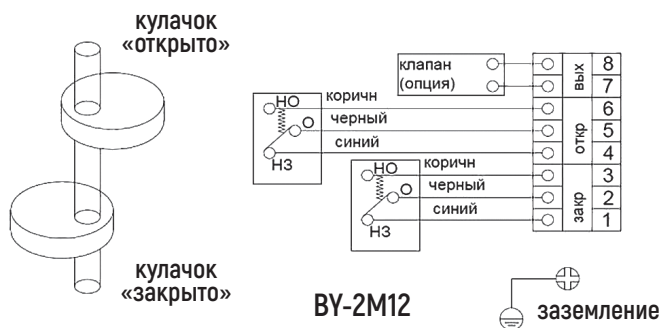 кулачок
«открыто»
кулачок
«закрыто»
клапан
(опция)
вых
8
7
НО
О
НЗ
коричн
черный
синий
откр
6
5
4
НО
О
НЗ
коричн
черный
синий
закр
3
2
1
BY-2M12
заземление